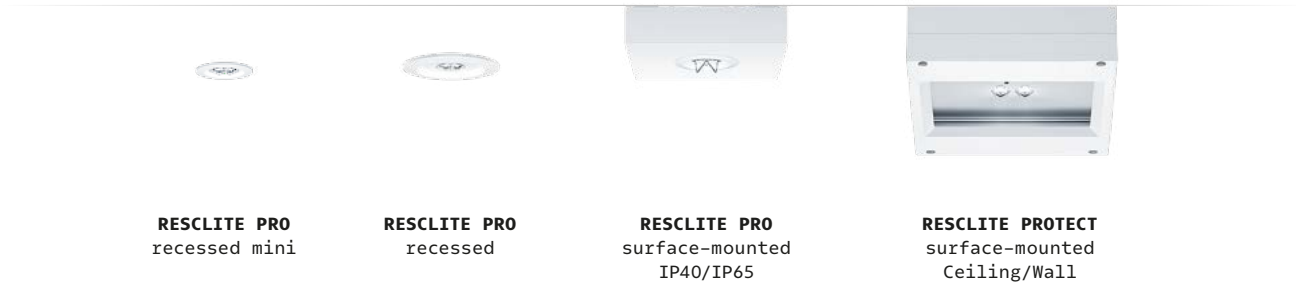 RESCLITE PRO
recessed mini
RESCLITE PRO
recessed
RESCLITE PRO
surface-mounted
IP40/IP65
RESCLITE PROTECT
surface-mounted
Ceiling/Wall